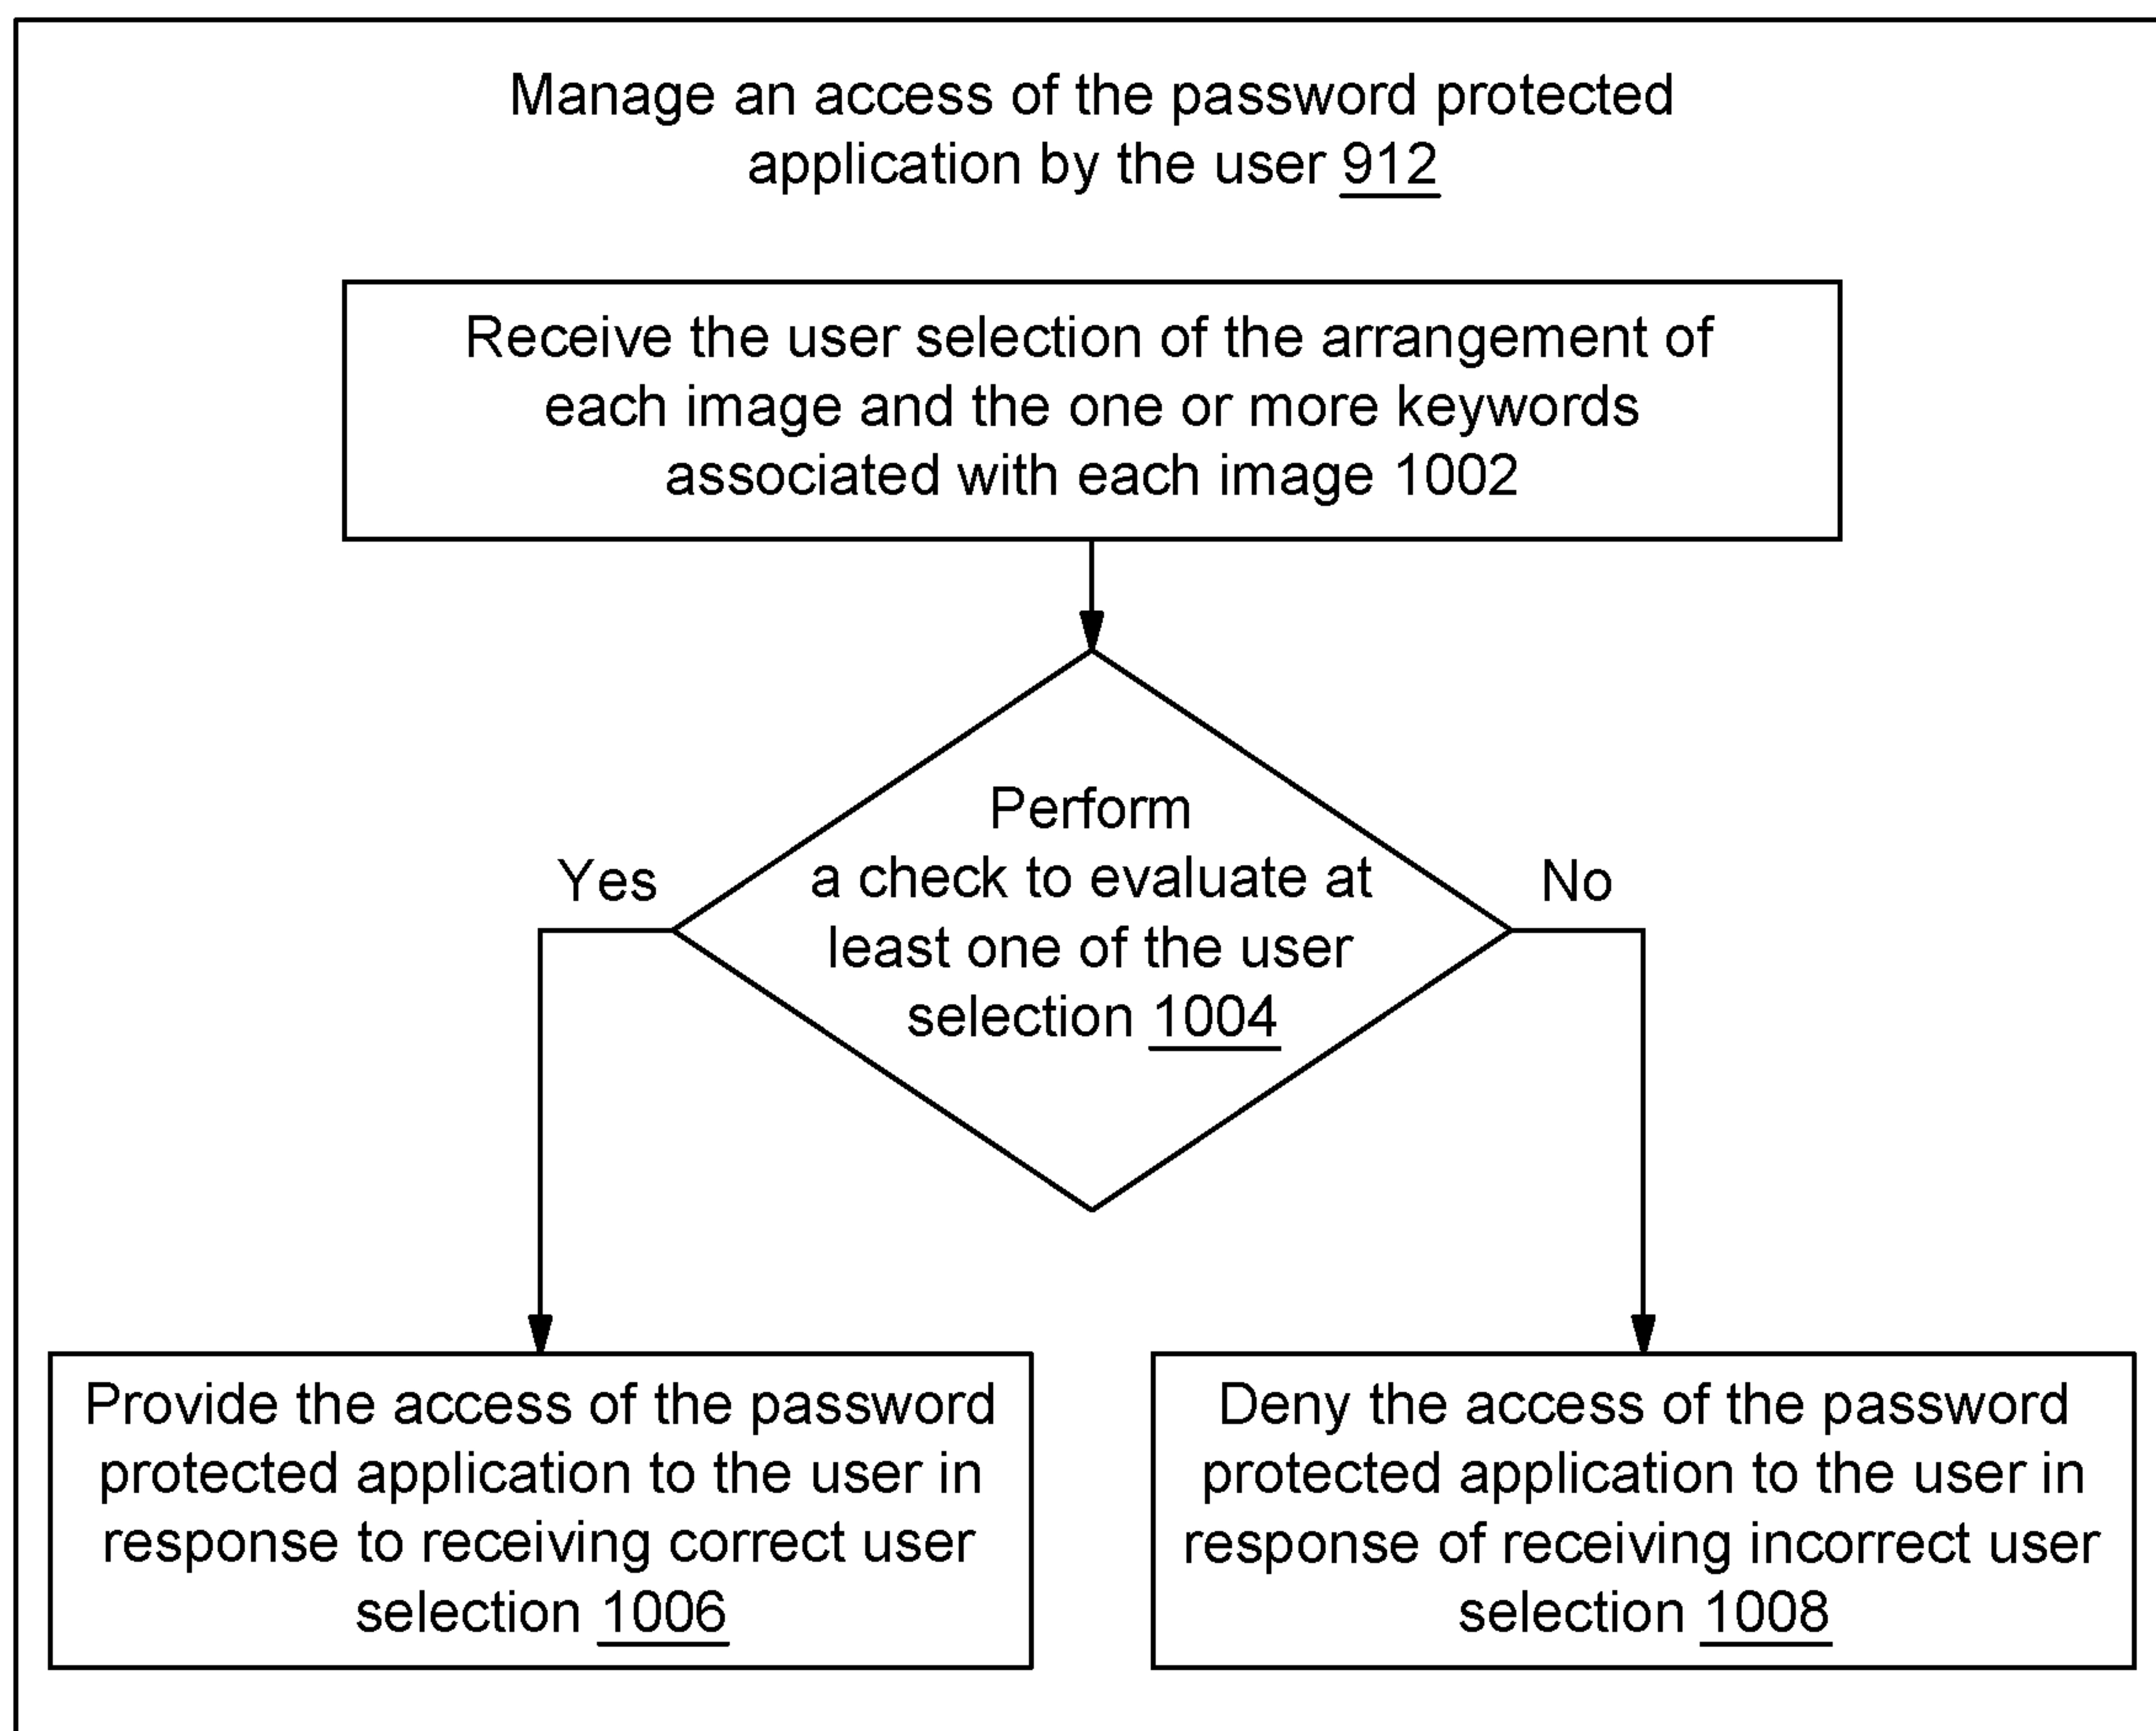 Manage an access of the password protected
application by the user 912
Receive the user selection of the arrangement of
each image and the one or more keywords
associated with each image 1002
Perform
a check to evaluate at
least one of the user
selection 1004
Yes
No
Provide the access of the password
protected application to the user in
response to receiving correct user
selection 1006
Deny the access of the password
protected application to the user in
response of receiving incorrect user
selection 1008